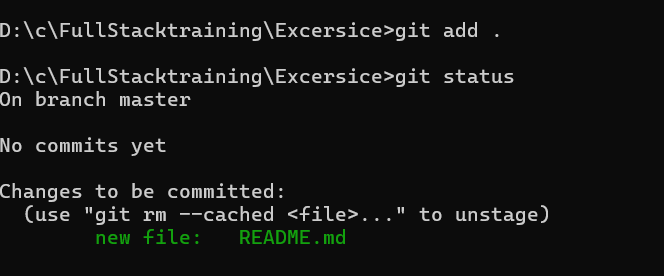 D:\c\FullStacktraining\Excersice>git add .
D:\c\FullStacktraining\Excersice>git status
On branch master
No commits yet
Changes to be committed:
  (use "git rm --cached <file>..." to unstage)
        new file:   README.md